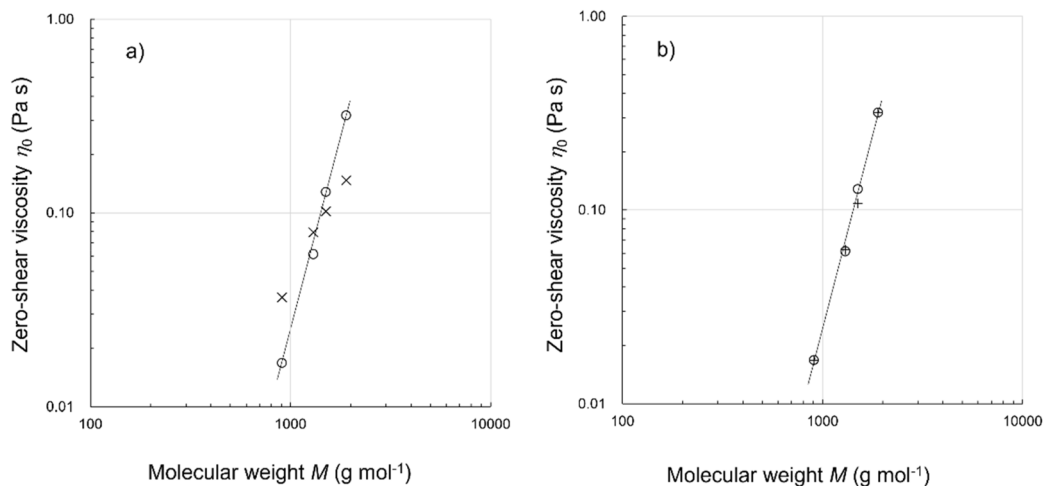 a)
Zero-shear viscosity η0 (Pa s)
1.00
0.10
0.01
100
1000
10000
Molecular weight M (g mol-1)
b)
Zero-shear viscosity η0 (Pa s)
1.00
0.10
0.01
100
1000
10000
Molecular weight M (g mol-1)